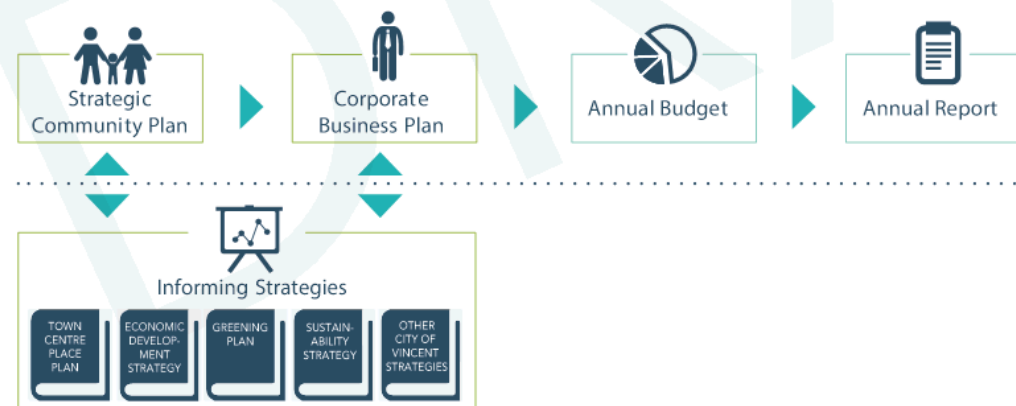 Strategic
Community Plan
Corporate
Business Plan
Annual Budget
Annual Report
Informing Strategies
TOWN
CENTRE
PLACE
PLAN
ECONOMIC
DEVELOP-
MENT
STRATEGY
GREENING
PLAN
SUSTAIN-
ABILITY
STRATEGY
OTHER
CITY OF
VINCENT
STRATEGIES